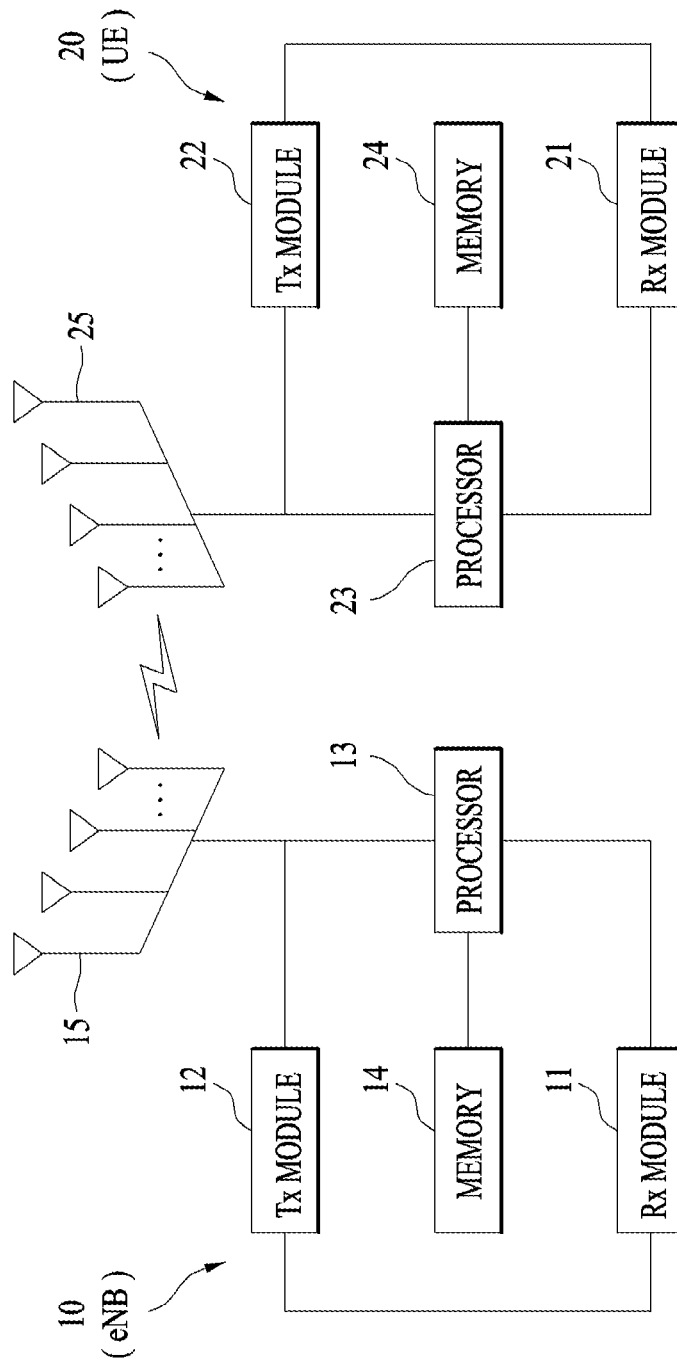 10
( eNB )
12
Tx MODULE
14
MEMORY
11
Rx MODULE
13
PROCESSOR
15
. . .
25
. . .
23
PROCESSOR
20
( UE )
22
Tx MODULE
24
MEMORY
21
Rx MODULE